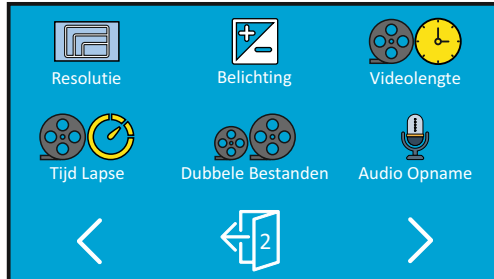 Resolutie
Belichting
Videolengte
Tijd Lapse
Dubbele Bestanden
Audio Opname
2